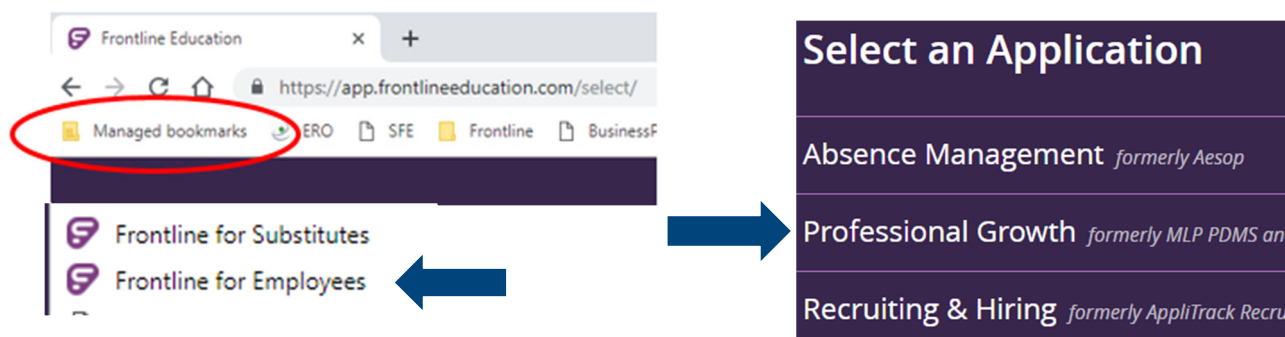 Frontline Education
https://app.frontlineeducation.com/select/
Managed bookmarks ERO SFE Frontline
Frontline for Substitutes
Frontline for Employees
Select an Application
Absence Management formerly Aesop
Professional Growth formerly MLP PDMS an
Recruiting & Hiring formerly AppliTrack Recru